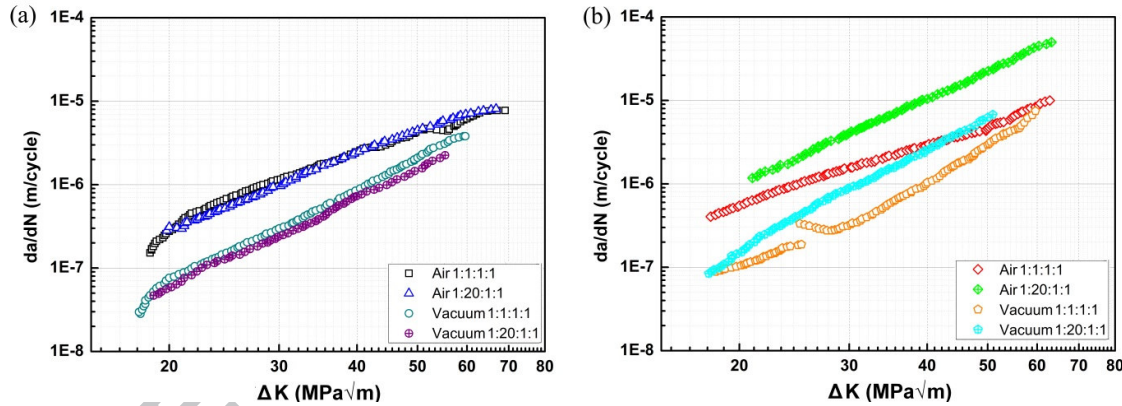 (a)
1E-4
1E-5
1E-6
1E-7
1E-8
da/dN (m/cycle)
20
30
40
50
60
70
80
ΔK (MPa√m)
Air 1:1:1:1
Air 1:20:1:1
Vacuum 1:1:1:1
Vacuum 1:20:1:1
(b)
1E-4
1E-5
1E-6
1E-7
1E-8
da/dN (m/cycle)
20
30
40
50
60
70
80
ΔK (MPa√m)
Air 1:1:1:1
Air 1:20:1:1
Vacuum 1:1:1:1
Vacuum 1:20:1:1